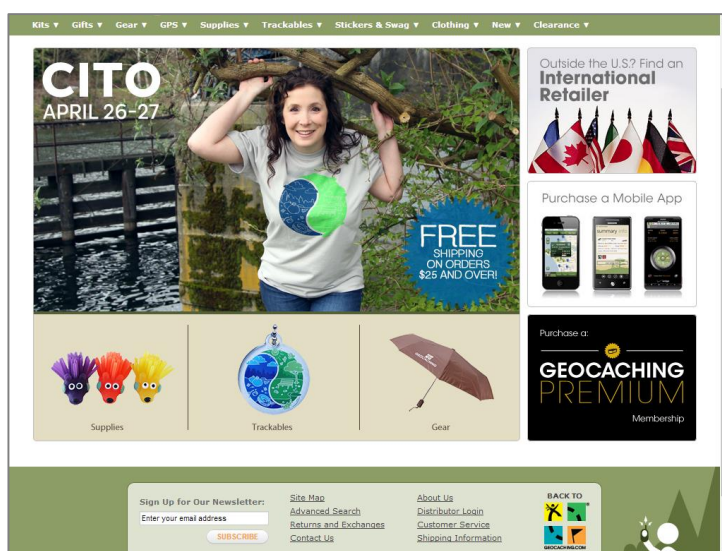 Kits ▼ Gifts ▼ Gear ▼ GPS ▼ Supplies ▼ Trackables ▼ Stickers & Swag ▼ Clothing ▼ New ▼ Clearance ▼
CITO
APRIL 26-27
FREE
SHIPPING
ON ORDERS
$25 AND OVER!
Outside the U.S.? Find an
International
Retailer
Purchase a Mobile App
Purchase a:
GEOCACHING
PREMIUM
Membership
Supplies
Trackables
Gear
Sign Up for Our Newsletter:
Enter your email address
SUBSCRIBE
Site Map
Advanced Search
Returns and Exchanges
Contact Us
About Us
Distributor Login
Customer Service
Shipping Information
BACK TO
GEOCACHING.COM